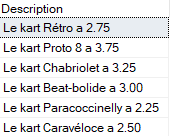 Description
Le kart Rétro a 2.75
Le kart Proto 8 a 3.75
Le kart Chabriolet a 3.25
Le kart Beat-bolide a 3.00
Le kart Paracoccinelly a 2.25
Le kart Caravéloce a 2.50